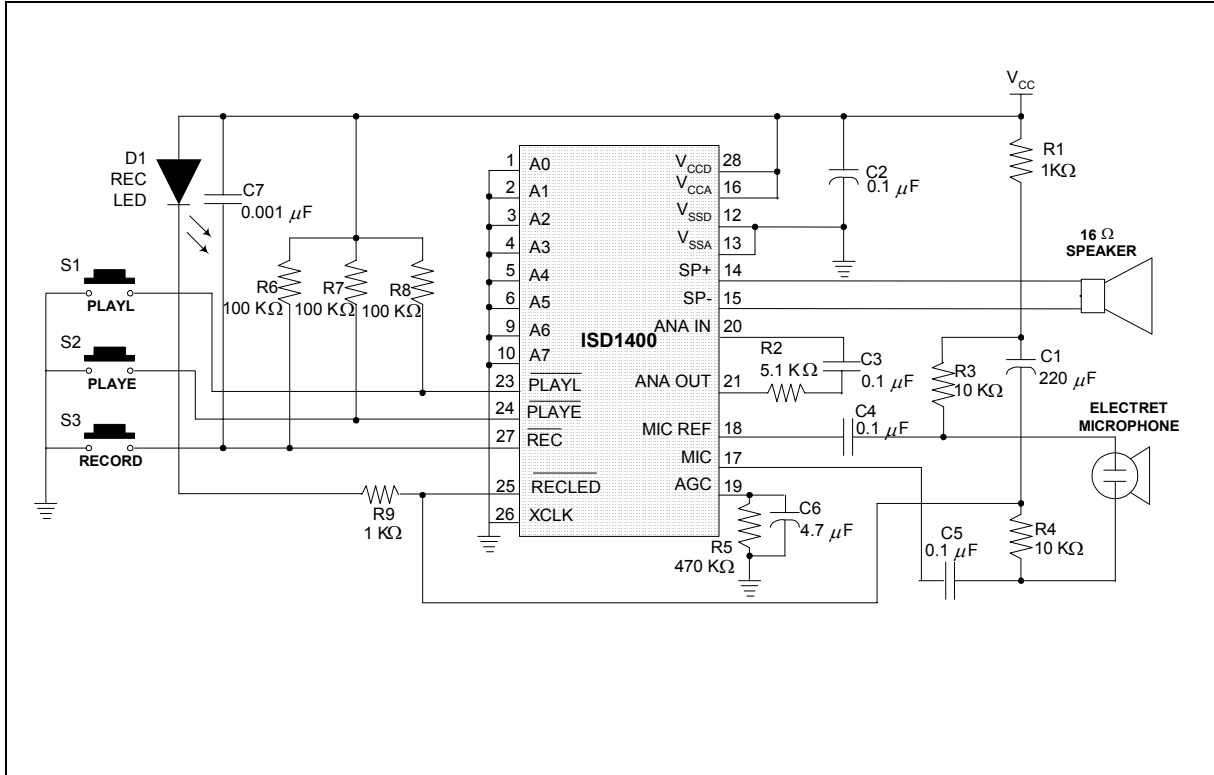 V_CC
D1
REC
LED
C7
0.001 µF
S1
PLAYL
S2
PLAYE
S3
RECORD
R6
100 KΩ
R7
100 KΩ
R8
100 KΩ
R9
1 KΩ
1 A0
2 A1
3 A2
4 A3
5 A4
6 A5
9 A6
10 A7
23 PLAYL
24 PLAYE
27 REC
25 RECLED
26 XCLK
ISD1400
V_CCD 28
V_CCA 16
V_SSD 12
V_SSA 13
SP+ 14
SP- 15
ANA IN 20
ANA OUT 21
MIC REF 18
MIC 17
AGC 19
C2
0.1 µF
R1
1KΩ
16 Ω
SPEAKER
R2
5.1 KΩ
C3
0.1 µF
R3
10 KΩ
C1
220 µF
C4
0.1 µF
ELECTRET
MICROPHONE
C6
4.7 µF
R5
470 KΩ
C5
0.1 µF
R4
10 KΩ